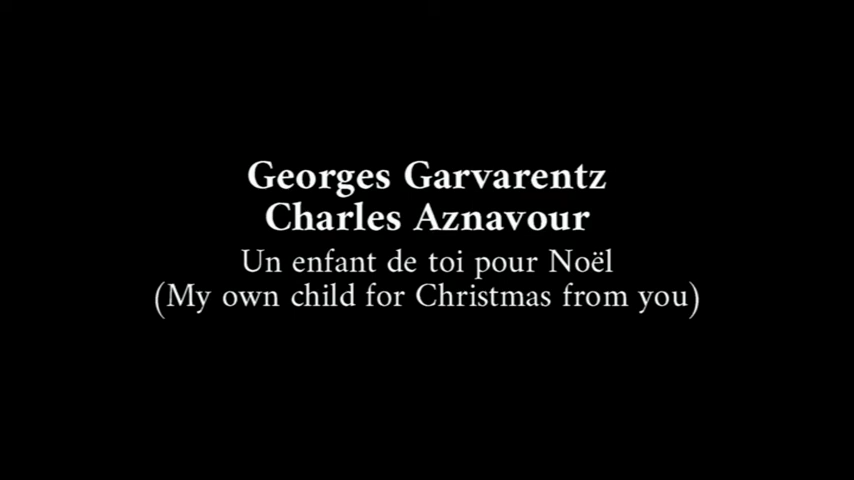 Georges Garvarentz
Charles Aznavour
Un enfant de toi pour Noël
(My own child for Christmas from you)